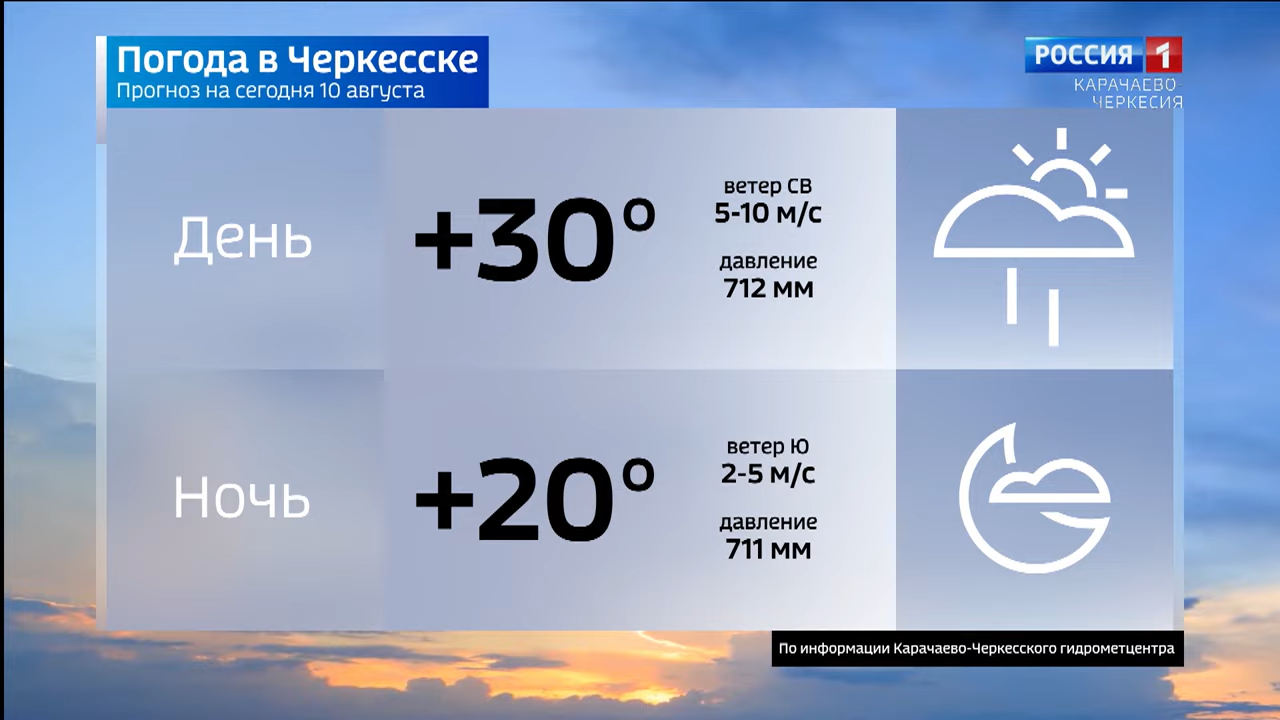 Погода в Черкесске
Прогноз на сегодня 10 августа
РОССИЯ 1
КАРАЧАЕВО-
ЧЕРКЕСИЯ
День
+30°
ветер СВ
5-10 м/с
давление
712 мм
Ночь
+20°
ветер Ю
2-5 м/с
давление
711 мм
По информации Карачаево-Черкесского гидрометцентра